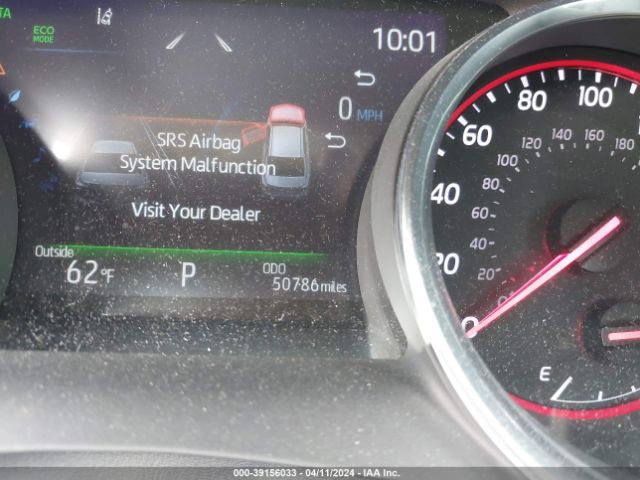 TA
ECO
MODE
10:01
0 MPH
SRS Airbag
System Malfunction
Visit Your Dealer
Outside
62°F
P
ODO
50786 miles
0
20
40
60
80
100
0
20
40
60
80
100
120
140
160
180
E
000-39156033 - 04/11/2024 - IAA Inc.